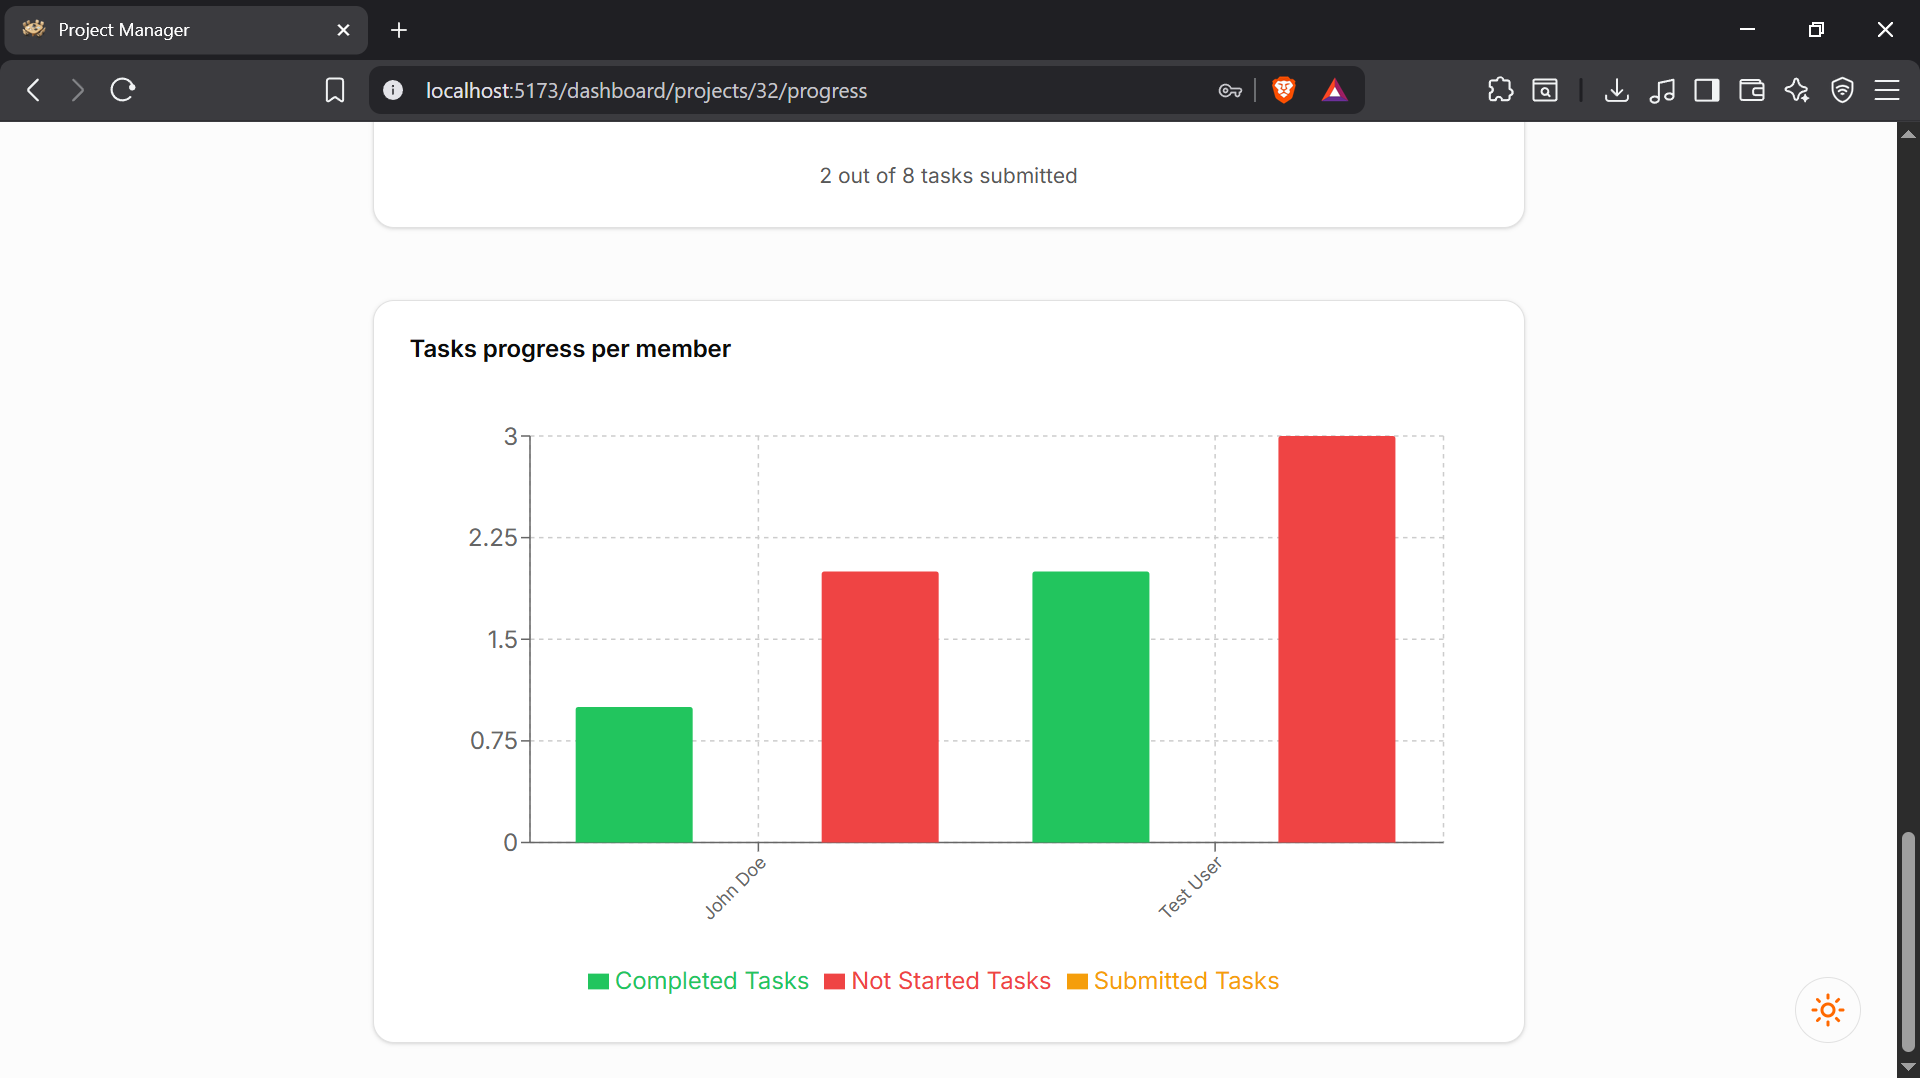 Project Manager
localhost:5173/dashboard/projects/32/progress
2 out of 8 tasks submitted
Tasks progress per member
3
2.25
1.5
0.75
0
John Doe
Test User
Completed Tasks Not Started Tasks Submitted Tasks